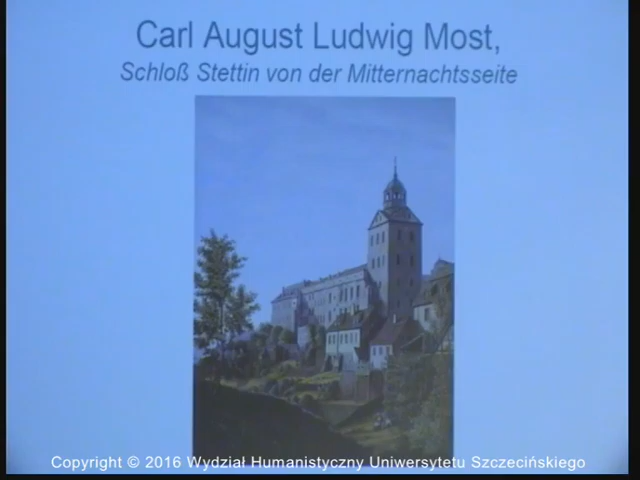 Carl August Ludwig Most,
Schloß Stettin von der Mitternachtsseite
Copyright © 2016 Wydział Humanistyczny Uniwersytetu Szczecińskiego